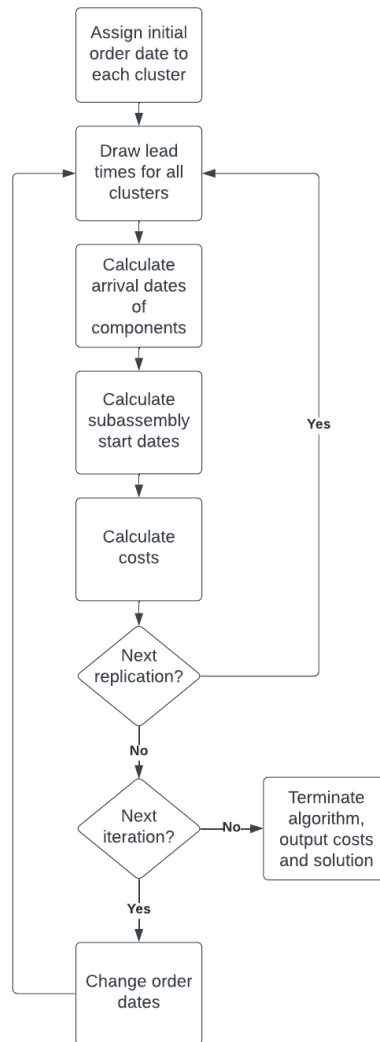 Assign initial
order date to
each cluster
Draw lead
times for all
clusters
Calculate
arrival dates
of
components
Calculate
subassembly
start dates
Yes
Calculate
costs
Next
replication?
No
Next
iteration?
No
Terminate
algorithm,
output costs
and solution
Yes
Change order
dates